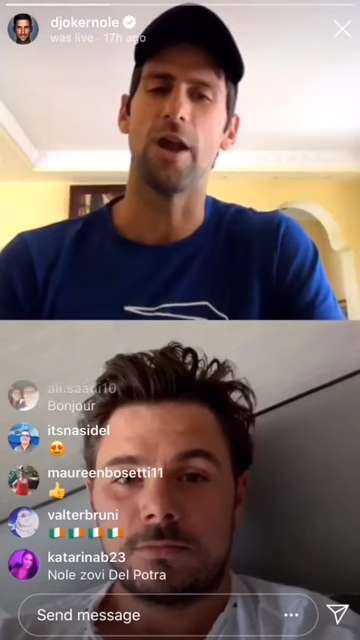 djokernole
was live · 17h ago
ali.saadi10
Bonjour
itsnasidel
😍
maureenbosetti11
👍
valterbruni
🇮🇪 🇮🇪 🇮🇪 🇮🇪
katarinab23
Nole zovi Del Potra
Send message